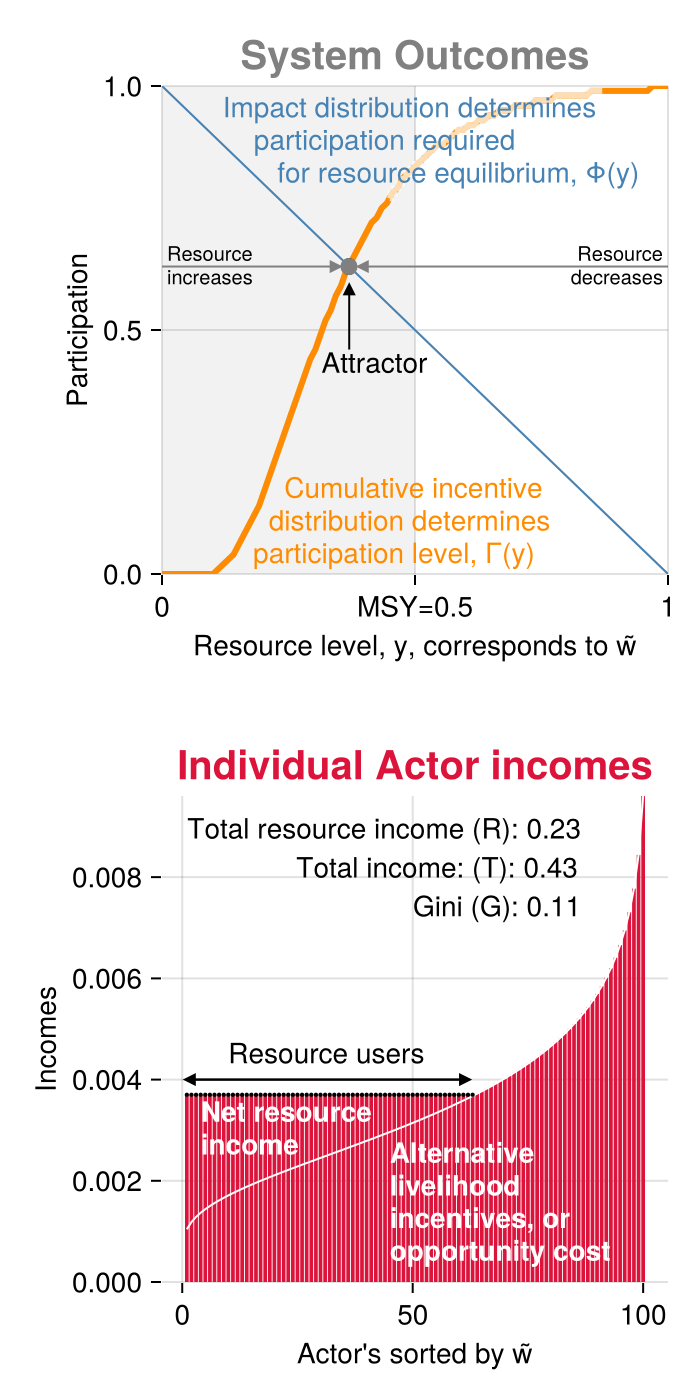 System Outcomes
1.0
Impact distribution determines
participation required
for resource equilibrium, Φ(y)
Resource
increases
Resource
decreases
Participation
0.5
Attractor
Cumulative incentive
distribution determines
participation level, Γ(y)
0.0
0
MSY=0.5
1
Resource level, y, corresponds to w̃
Individual Actor incomes
Total resource income (R): 0.23
Total income: (T): 0.43
Gini (G): 0.11
0.008
0.006
Incomes
Resource users
0.004
Net resource
income
Alternative
livelihood
incentives, or
opportunity cost
0.002
0.000
0
50
100
Actor's sorted by w̃